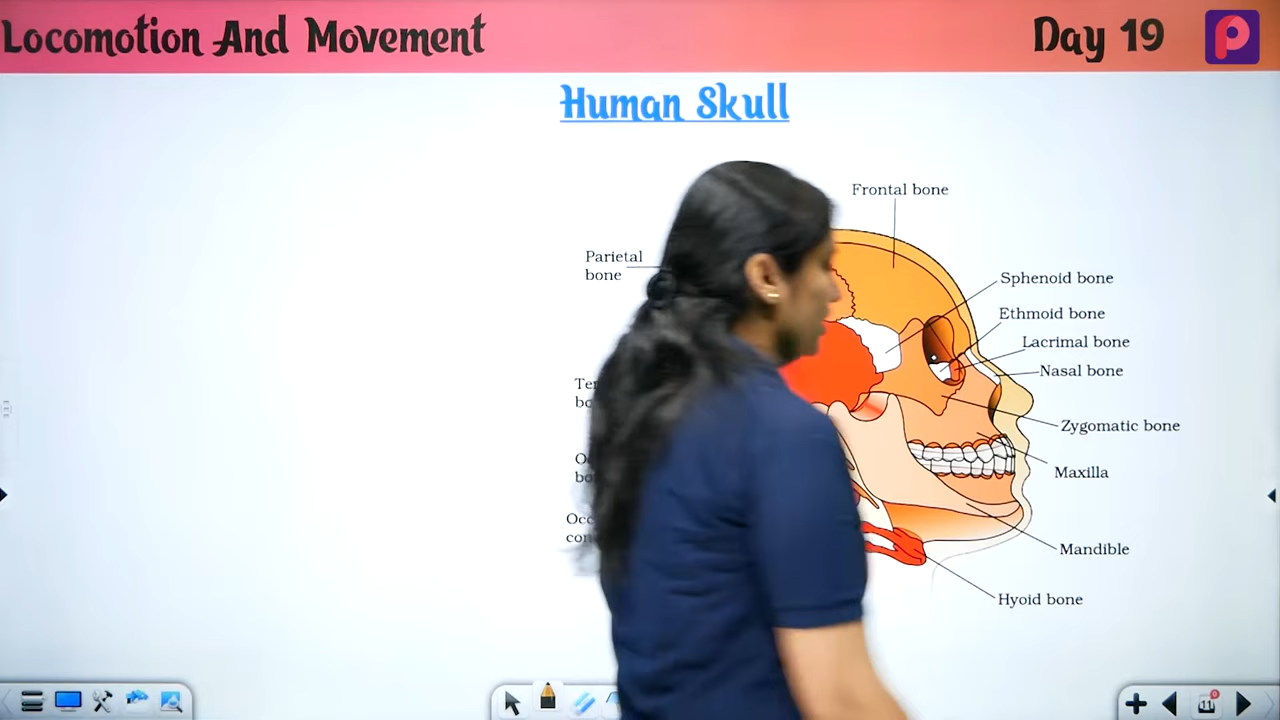 Locomotion And Movement
Day 19
Human Skull
Frontal bone
Parietal
bone
Sphenoid bone
Ethmoid bone
Lacrimal bone
Nasal bone
Zygomatic bone
Maxilla
Mandible
Hyoid bone
11